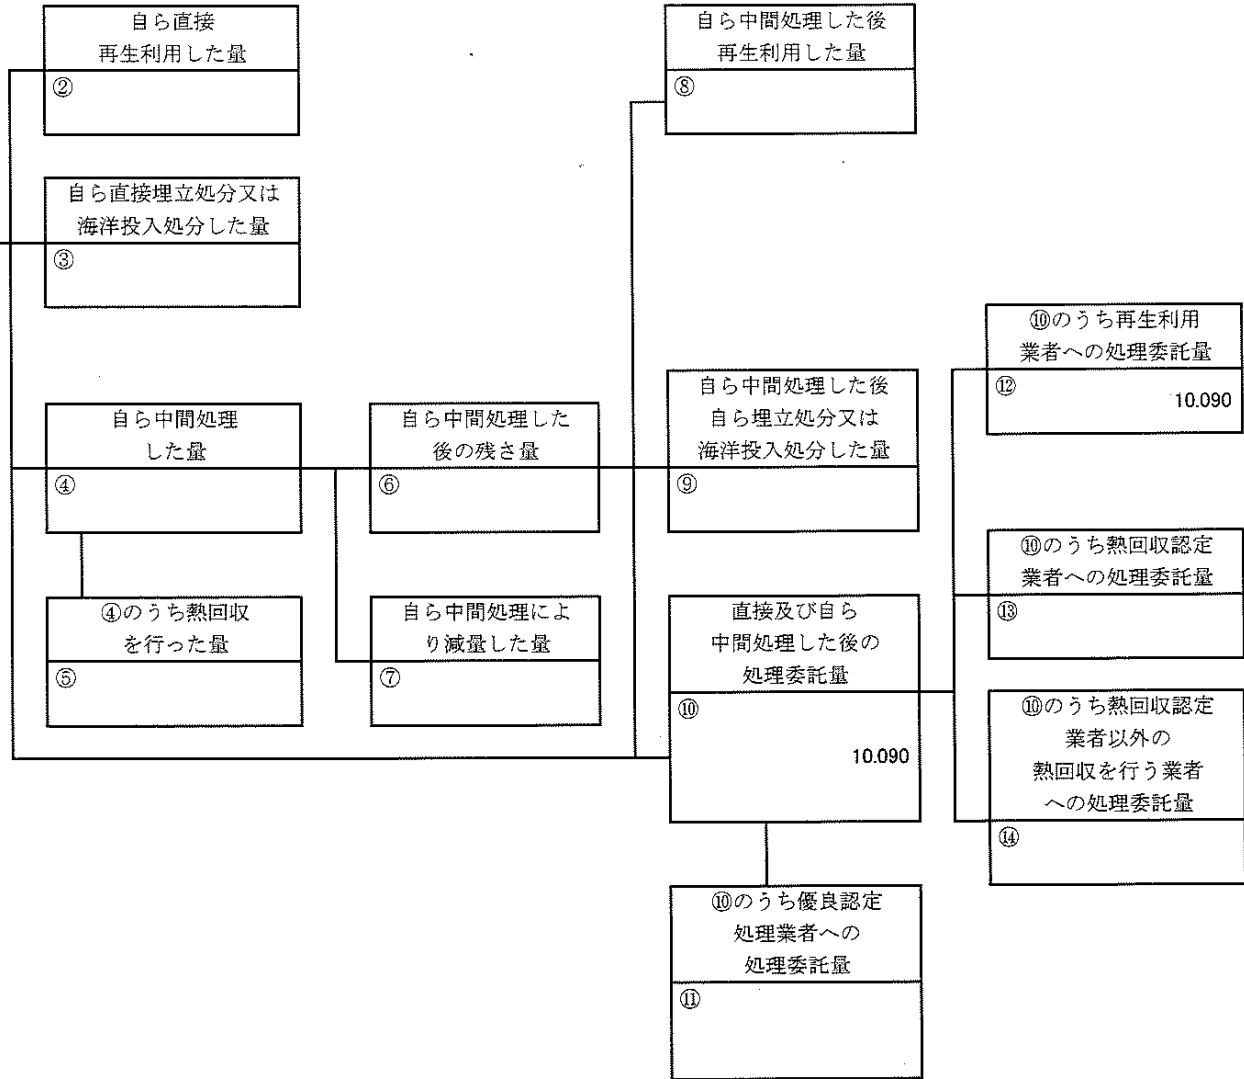 自ら直接
再生利用した量
②
自ら中間処理した後
再生利用した量
⑧
自ら直接埋立処分又は
海洋投入処分した量
③
⑩のうち再生利用
業者への処理委託量
⑫
10.090
自ら中間処理
した量
④
自ら中間処理した
後の残さ量
⑥
自ら中間処理した後
自ら埋立処分又は
海洋投入処分した量
⑨
⑩のうち熱回収認定
業者への処理委託量
⑬
④のうち熱回収
を行った量
⑤
自ら中間処理によ
り減量した量
⑦
直接及び自ら
中間処理した後の
処理委託量
⑩
10.090
⑩のうち熱回収認定
業者以外の
熱回収を行う業者
への処理委託量
⑭
⑩のうち優良認定
処理業者への
処理委託量
⑪